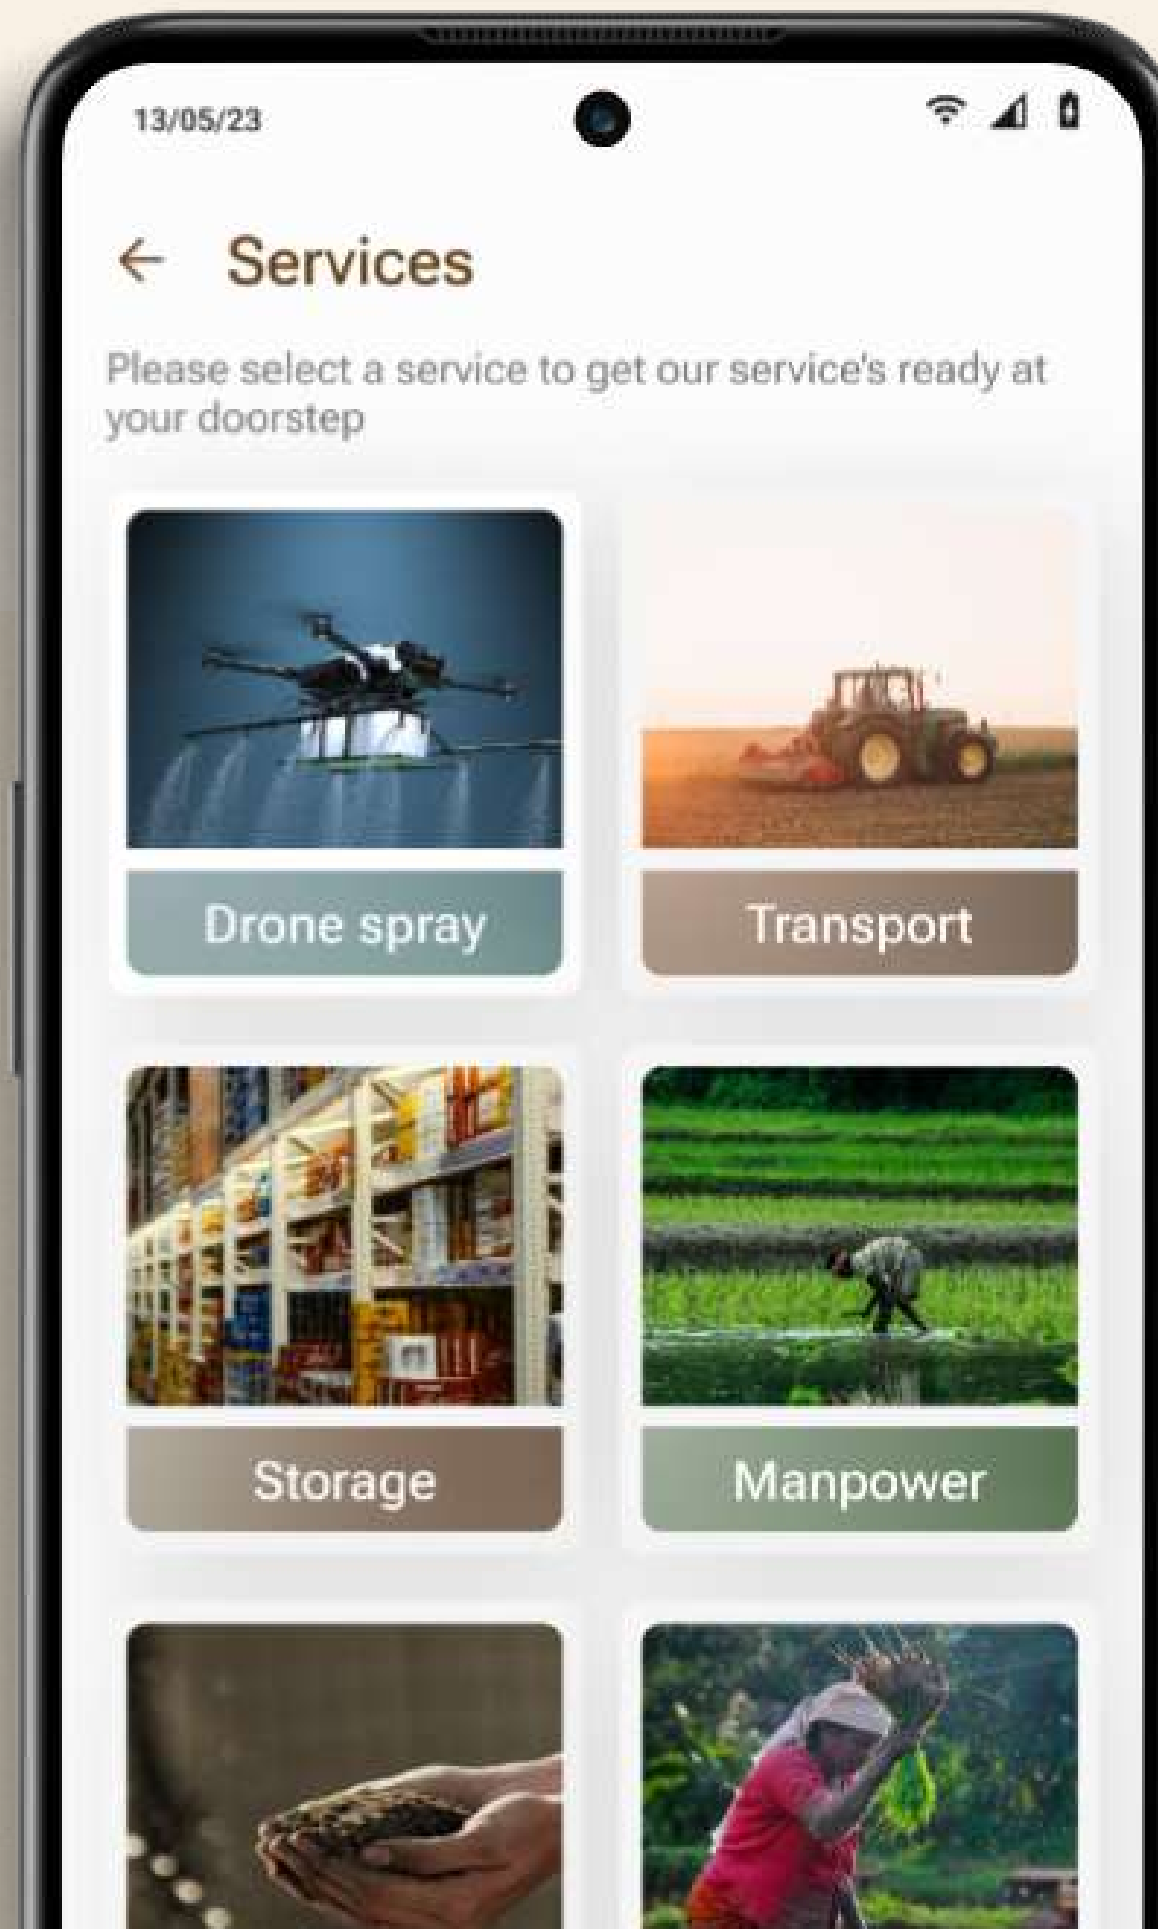 13/05/23
Services
Please select a service to get our service's ready at
your doorstep
Drone spray
Transport
Storage
Manpower